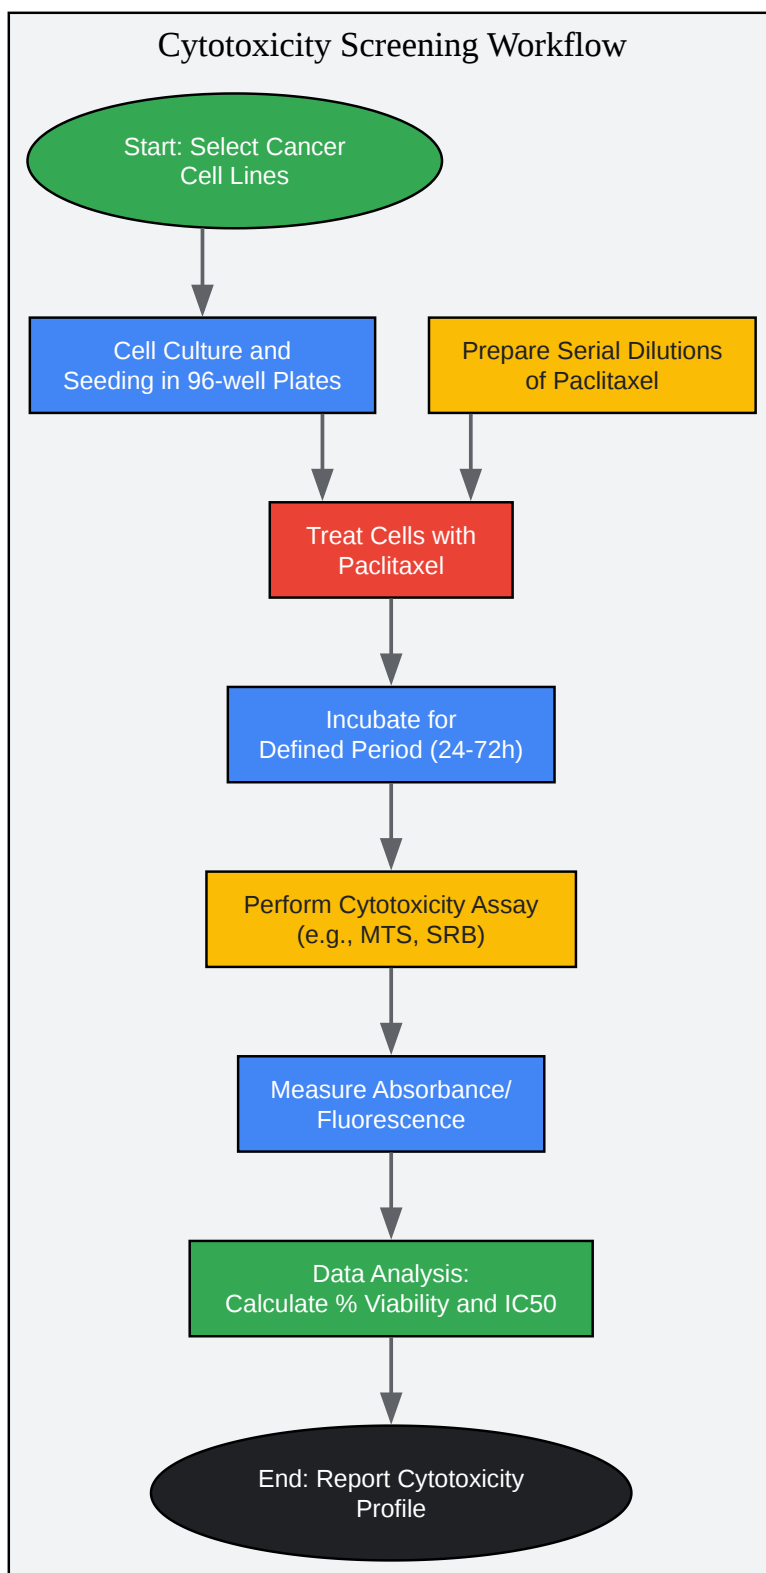 Cytotoxicity Screening Workflow
Start: Select Cancer
Cell Lines
Cell Culture and
Seeding in 96-well Plates
Prepare Serial Dilutions
of Paclitaxel
Treat Cells with
Paclitaxel
Incubate for
Defined Period (24-72h)
Perform Cytotoxicity Assay
(e.g., MTS, SRB)
Measure Absorbance/
Fluorescence
Data Analysis:
Calculate % Viability and IC50
End: Report Cytotoxicity
Profile